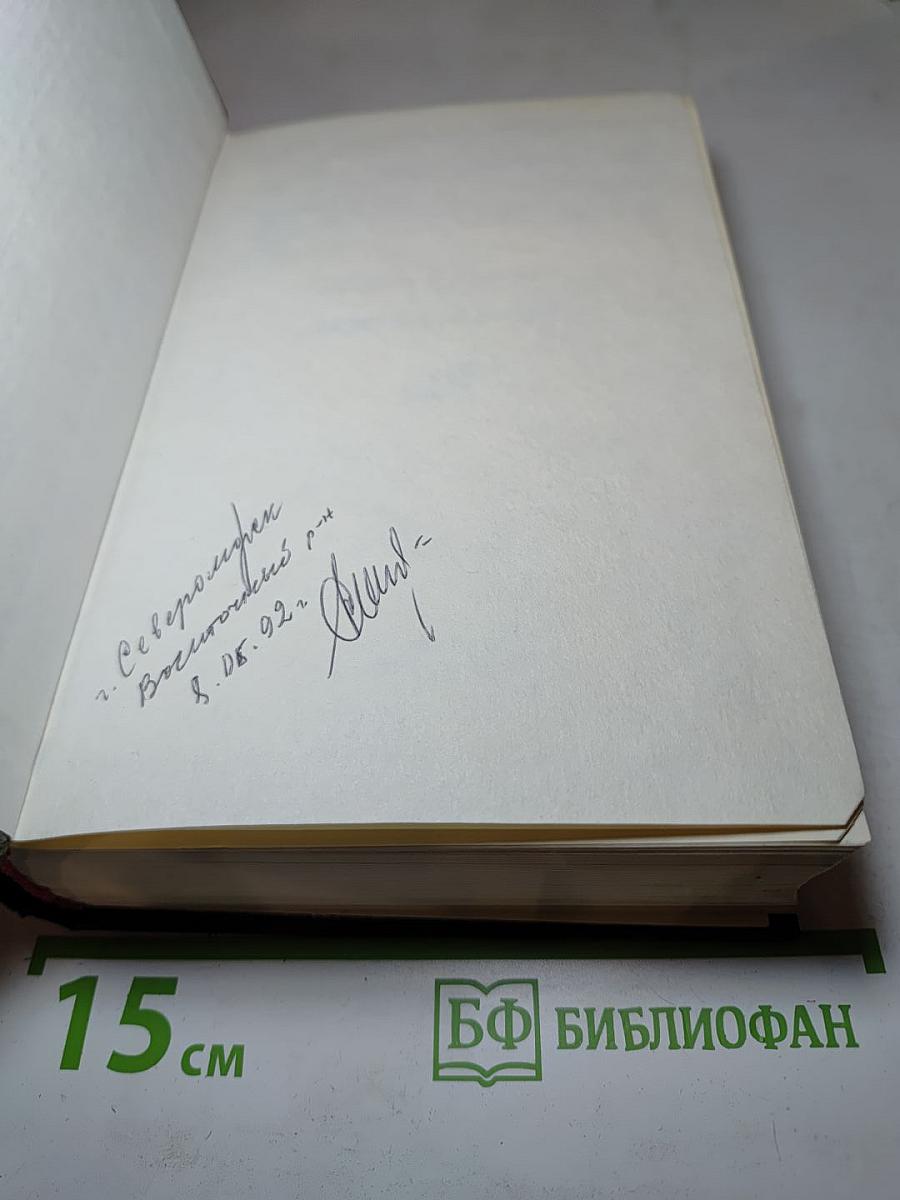 г. Североморск
Восточный р-н
8.06.92 г.
15 см
БФ БИБЛИОФАН